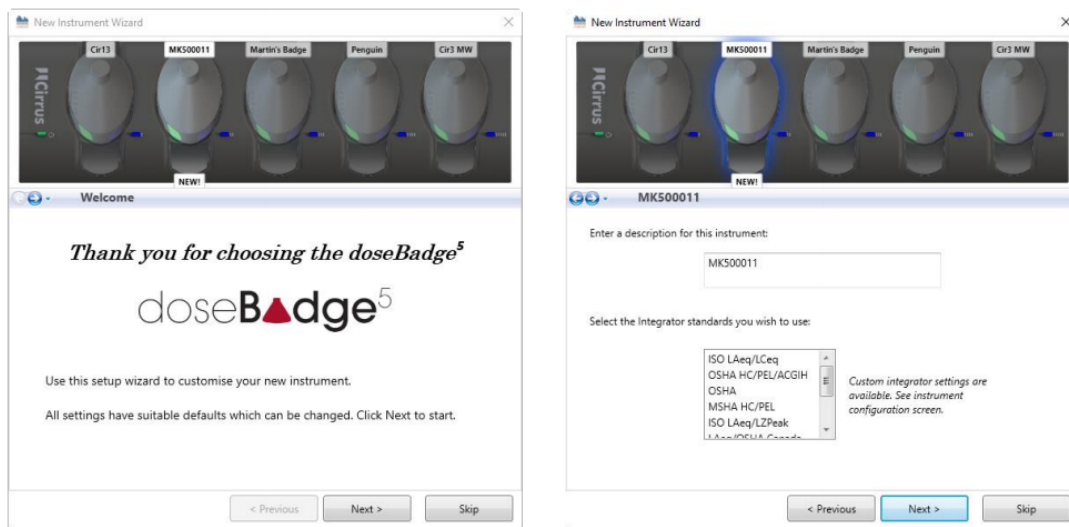 New Instrument Wizard
Cir13
MK500011
Martin's Badge
Penguin
Cir3 MW
Cirrus
NEW!
Welcome
Thank you for choosing the doseBadge⁵
doseBadge⁵
Use this setup wizard to customise your new instrument.
All settings have suitable defaults which can be changed. Click Next to start.
< Previous
Next >
Skip
New Instrument Wizard
Cir13
MK500011
Martin's Badge
Penguin
Cir3 MW
Cirrus
NEW!
MK500011
Enter a description for this instrument:
MK500011
Select the Integrator standards you wish to use:
ISO LAeq/LCeq
OSHA HC/PEL/ACGIH
OSHA
MSHA HC/PEL
ISO LAeq/LZPeak
LAeq/OSHA Canada
Custom integrator settings are
available. See instrument
configuration screen.
< Previous
Next >
Skip